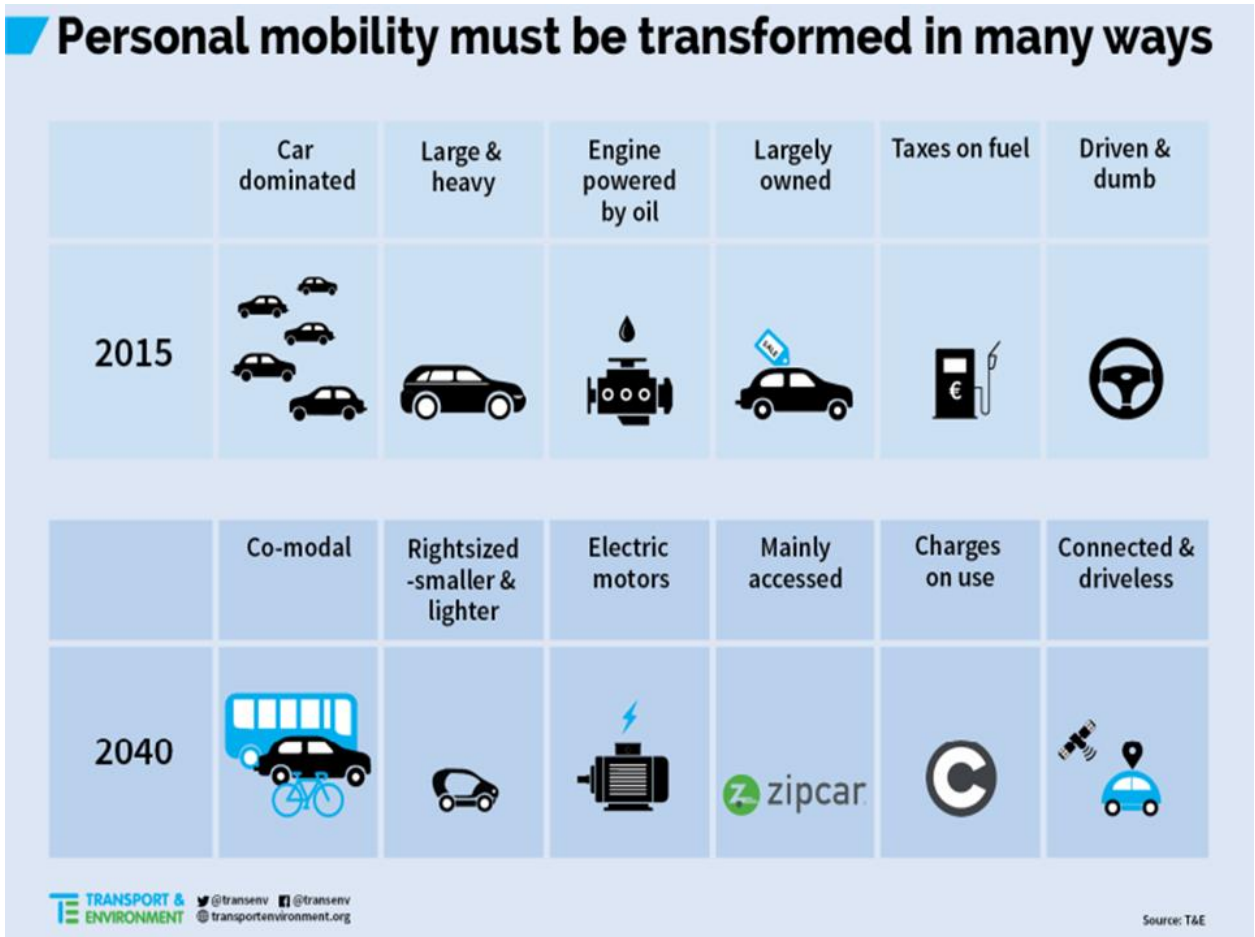 Personal mobility must be transformed in many ways
Car
dominated
Large &
heavy
Engine
powered
by oil
Largely
owned
Taxes on fuel
Driven &
dumb
2015
SALE
€
Co-modal
Rightsized
-smaller &
lighter
Electric
motors
Mainly
accessed
Charges
on use
Connected &
driveless
2040
Z zipcar
C
TE TRANSPORT &
ENVIRONMENT
@transenv @transenv
transportenvironment.org
Source: T&E